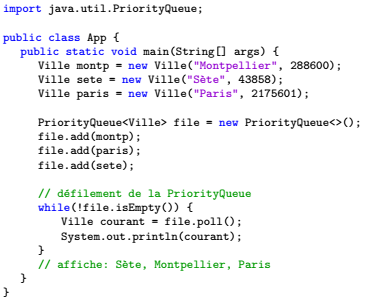 import java.util.PriorityQueue;

public class App {
   public static void main(String[] args) {
      Ville montp = new Ville("Montpellier", 288600);
      Ville sete = new Ville("Sète", 43858);
      Ville paris = new Ville("Paris", 2175601);

      PriorityQueue<Ville> file = new PriorityQueue<>();
      file.add(montp);
      file.add(paris);
      file.add(sete);

      // défilement de la PriorityQueue
      while(!file.isEmpty()) {
         Ville courant = file.poll();
         System.out.println(courant);
      }
      // affiche: Sète, Montpellier, Paris
   }
}